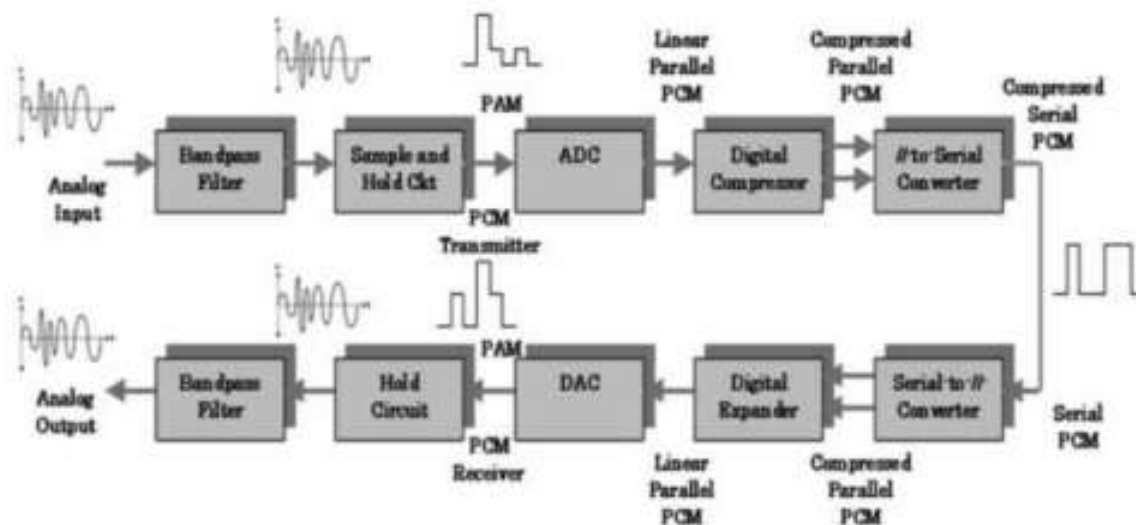 Linear
Parallel
PCM
Compressed
Parallel
PCM
Compressed
Serial
PCM
PAM
Analog
Input
Bandpass
Filter
Sample and
Hold Ckt
ADC
Digital
Compressor
//-to-Serial
Converter
PCM
Transmitter
PAM
Analog
Output
Bandpass
Filter
Hold
Circuit
DAC
Digital
Expander
Serial-to-//
Converter
Serial
PCM
PCM
Receiver
Linear
Parallel
PCM
Compressed
Parallel
PCM